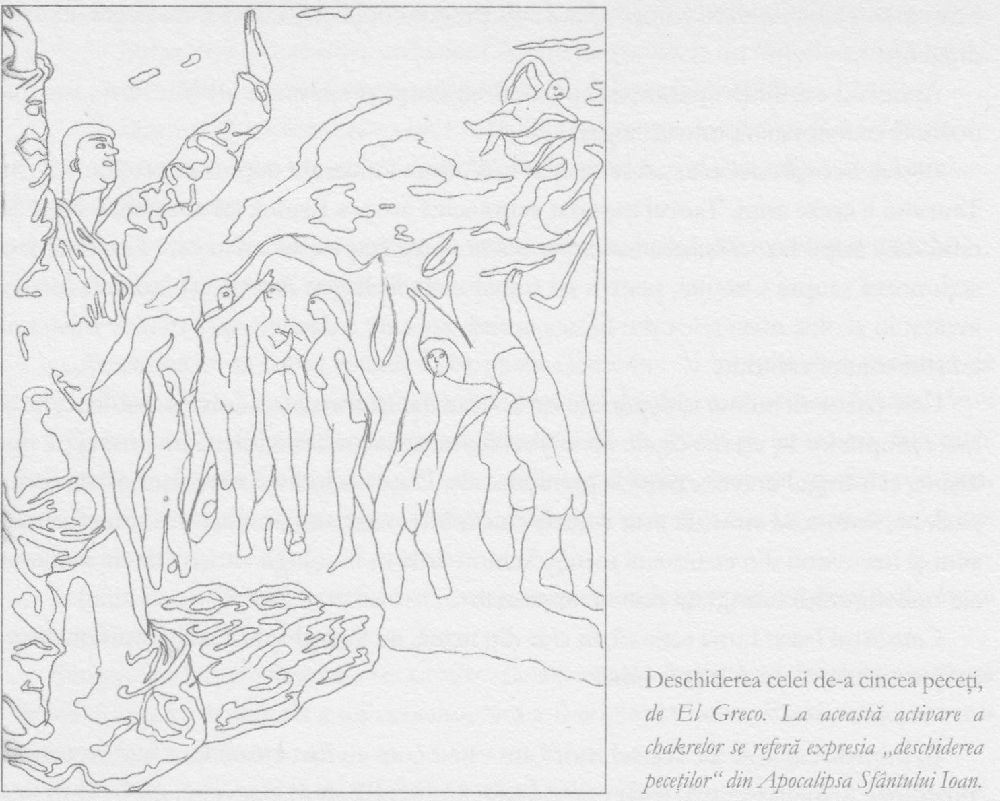 Deschiderea celei de-a cincea peceți,
de El Greco. La această activare a
chakrelor se referă expresia „deschiderea
peceților“ din Apocalipsa Sfântului Ioan.